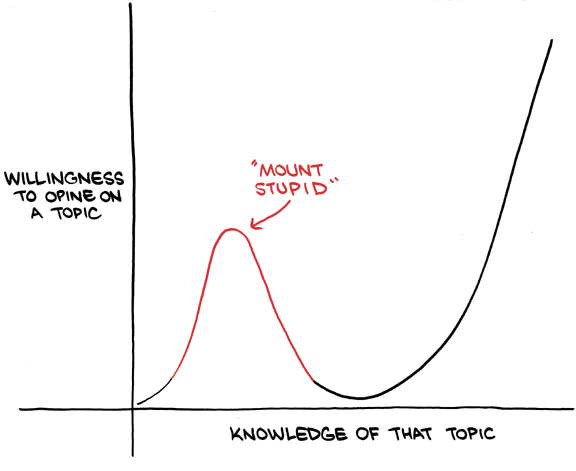 WILLINGNESS
TO OPINE ON
A TOPIC
"MOUNT
STUPID"
KNOWLEDGE OF THAT TOPIC